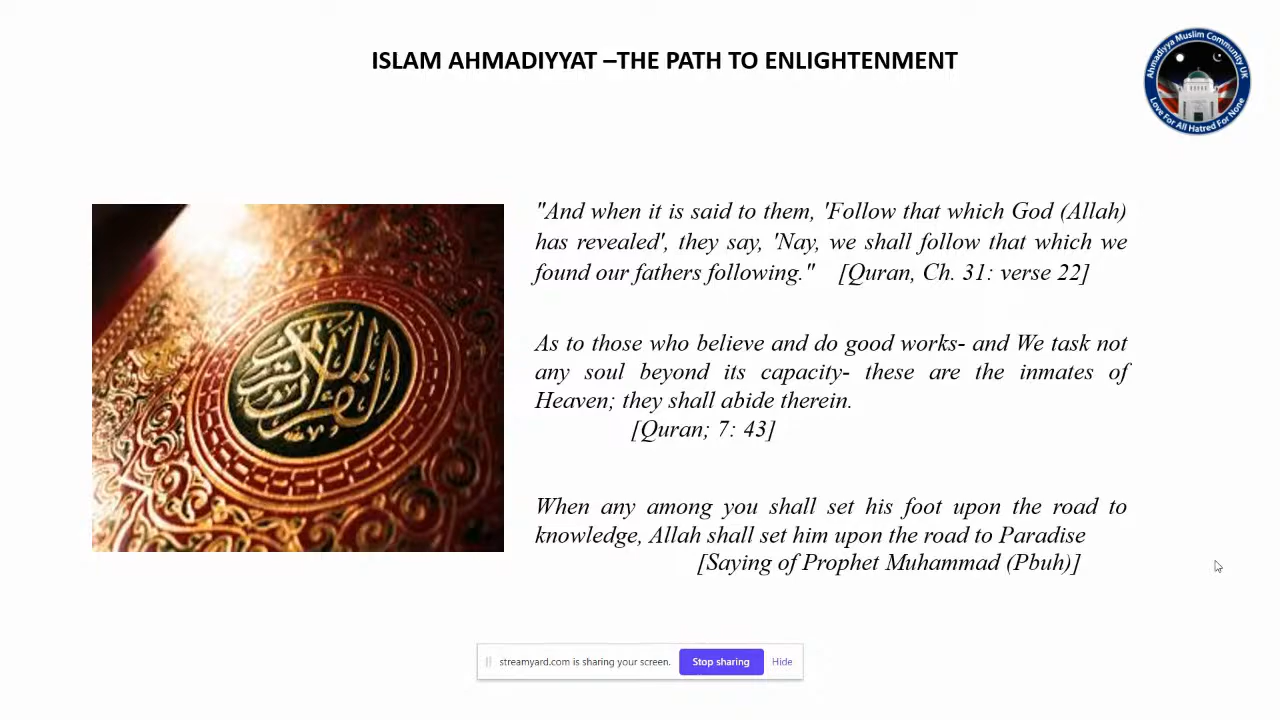 ISLAM AHMADIYYAT –THE PATH TO ENLIGHTENMENT
Ahmadiyya Muslim Community UK
Love For All Hatred For None
"And when it is said to them, 'Follow that which God (Allah)
has revealed', they say, 'Nay, we shall follow that which we
found our fathers following." [Quran, Ch. 31: verse 22]
القرآن الكريم
As to those who believe and do good works- and We task not
any soul beyond its capacity- these are the inmates of
Heaven; they shall abide therein.
[Quran; 7: 43]
When any among you shall set his foot upon the road to
knowledge, Allah shall set him upon the road to Paradise
[Saying of Prophet Muhammad (Pbuh)]
streamyard.com is sharing your screen. Stop sharing Hide